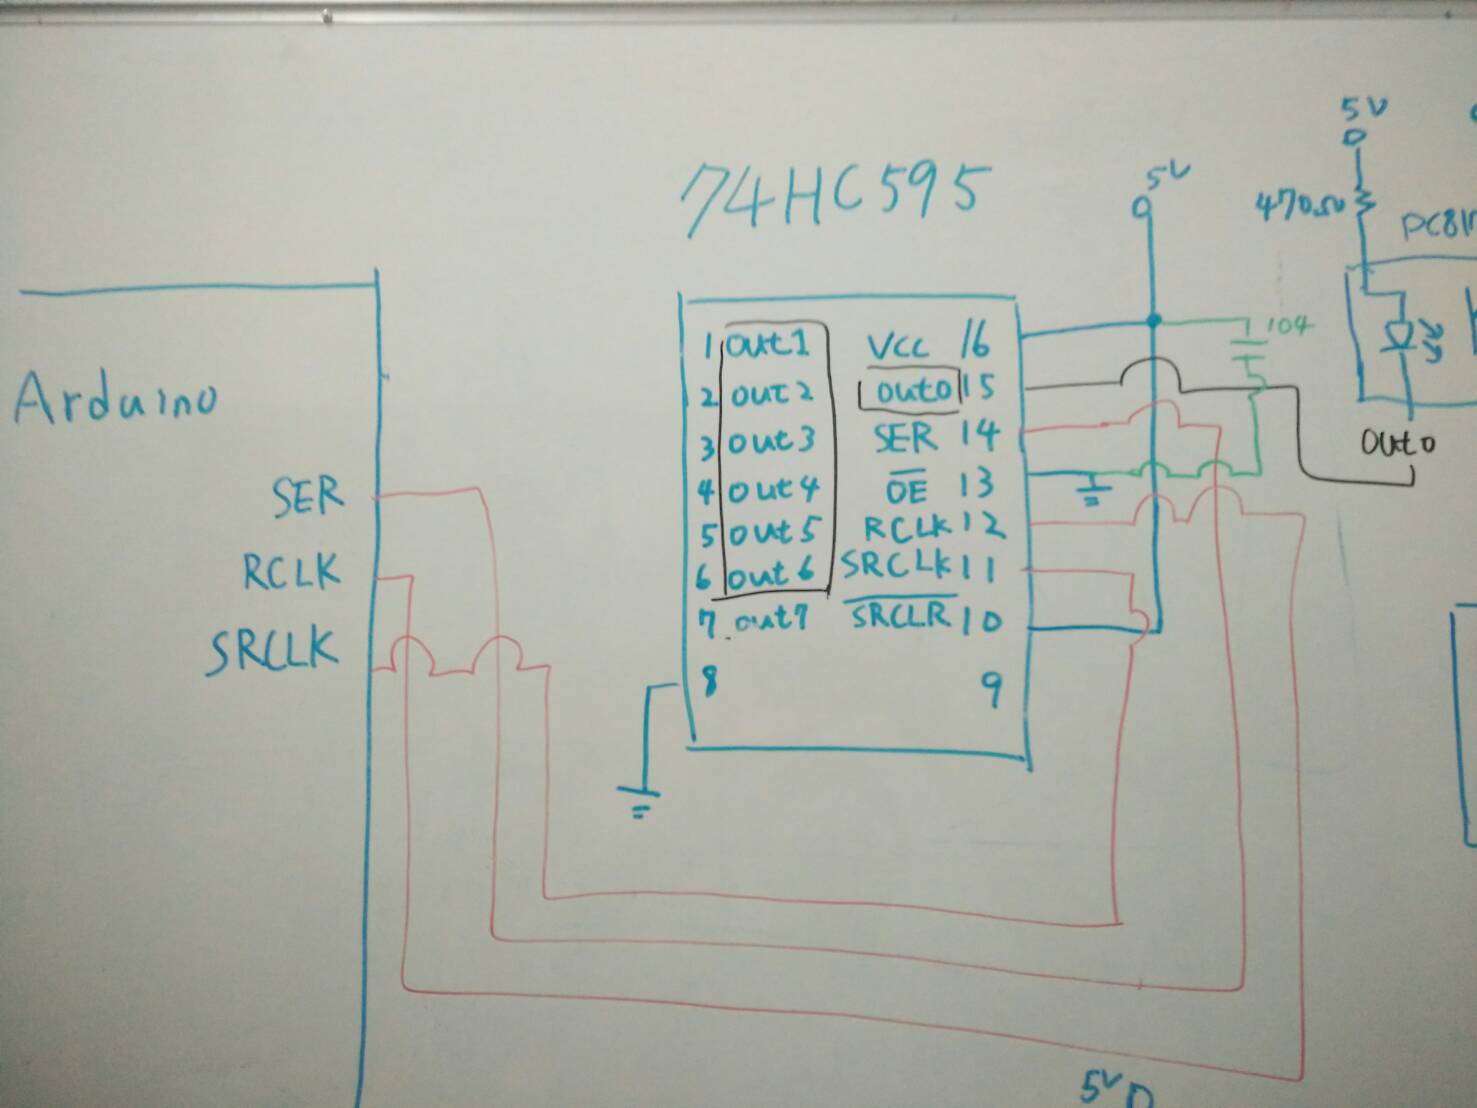 5V
74HC595
5V
470Ω
PC81
1 out1 VCC 16
104
2 out2 out0 15
Arduino
3 out3 SER 14
out0
SER
4 out4 OE 13
5 out5 RCLK 12
RCLK
6 out6 SRCLK 11
7 out7 SRCLR 10
SRCLK
8 9
5V